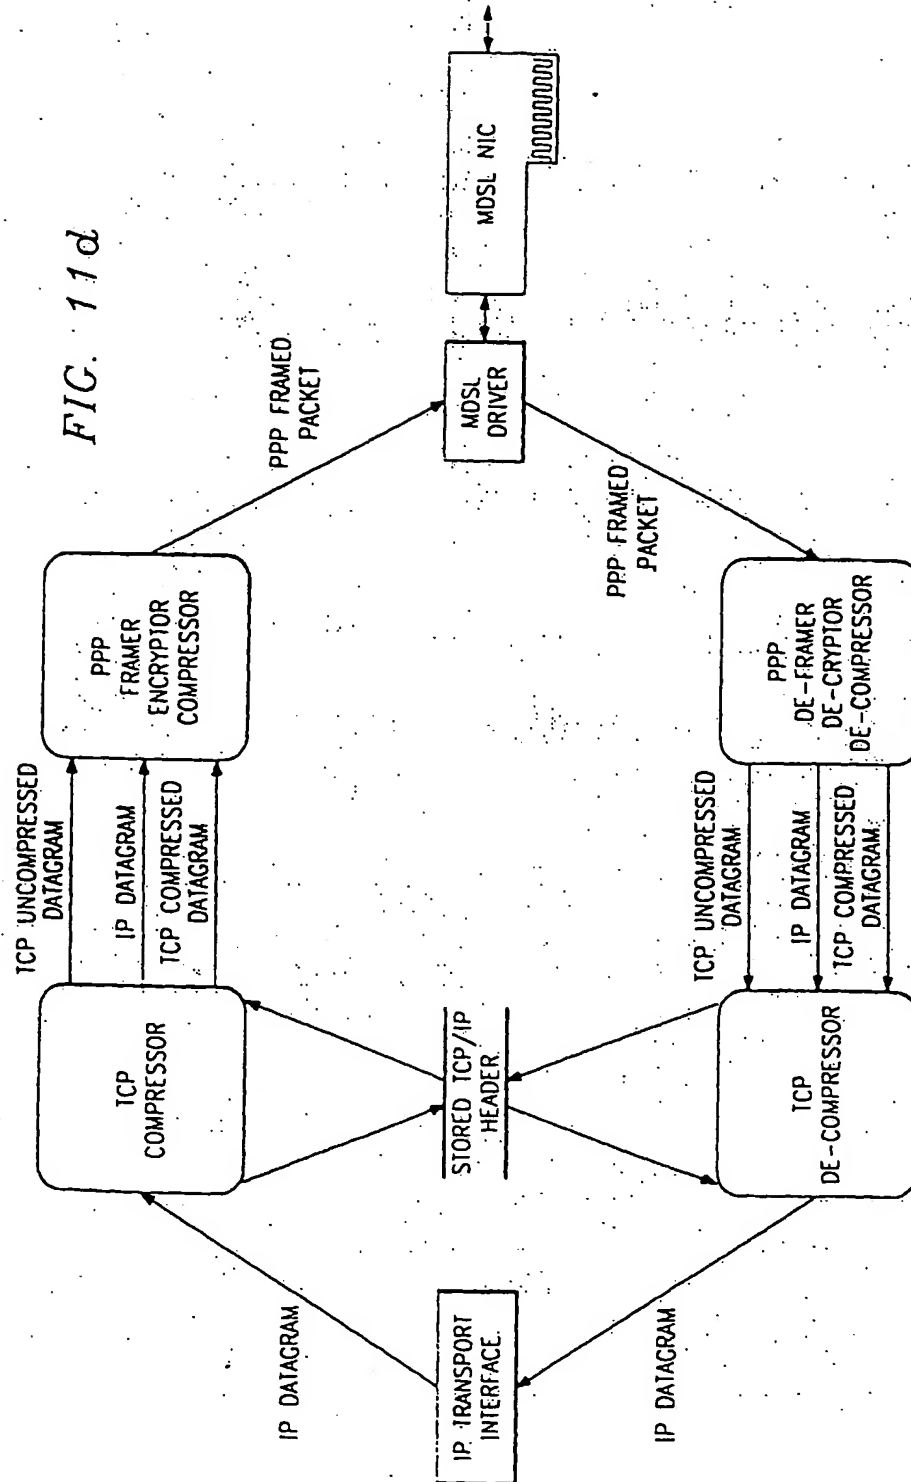 FIG. 11d
TCP UNCOMPRESSED
DATAGRAM
IP DATAGRAM
TCP COMPRESSED
DATAGRAM
TCP
COMPRESSOR
PPP
FRAMER
ENCRYPTOR
COMPRESSOR
IP DATAGRAM
PPP FRAMED
PACKET
IP TRANSPORT
INTERFACE
STORED TCP/IP
HEADER
MDSL
DRIVER
MDSL NIC
IP DATAGRAM
PPP FRAMED
PACKET
TCP UNCOMPRESSED
DATAGRAM
IP DATAGRAM
TCP COMPRESSED
DATAGRAM
TCP
DE-COMPRESSOR
PPP
DE-FRAMER
DE-CRYPTOR
DE-COMPRESSOR